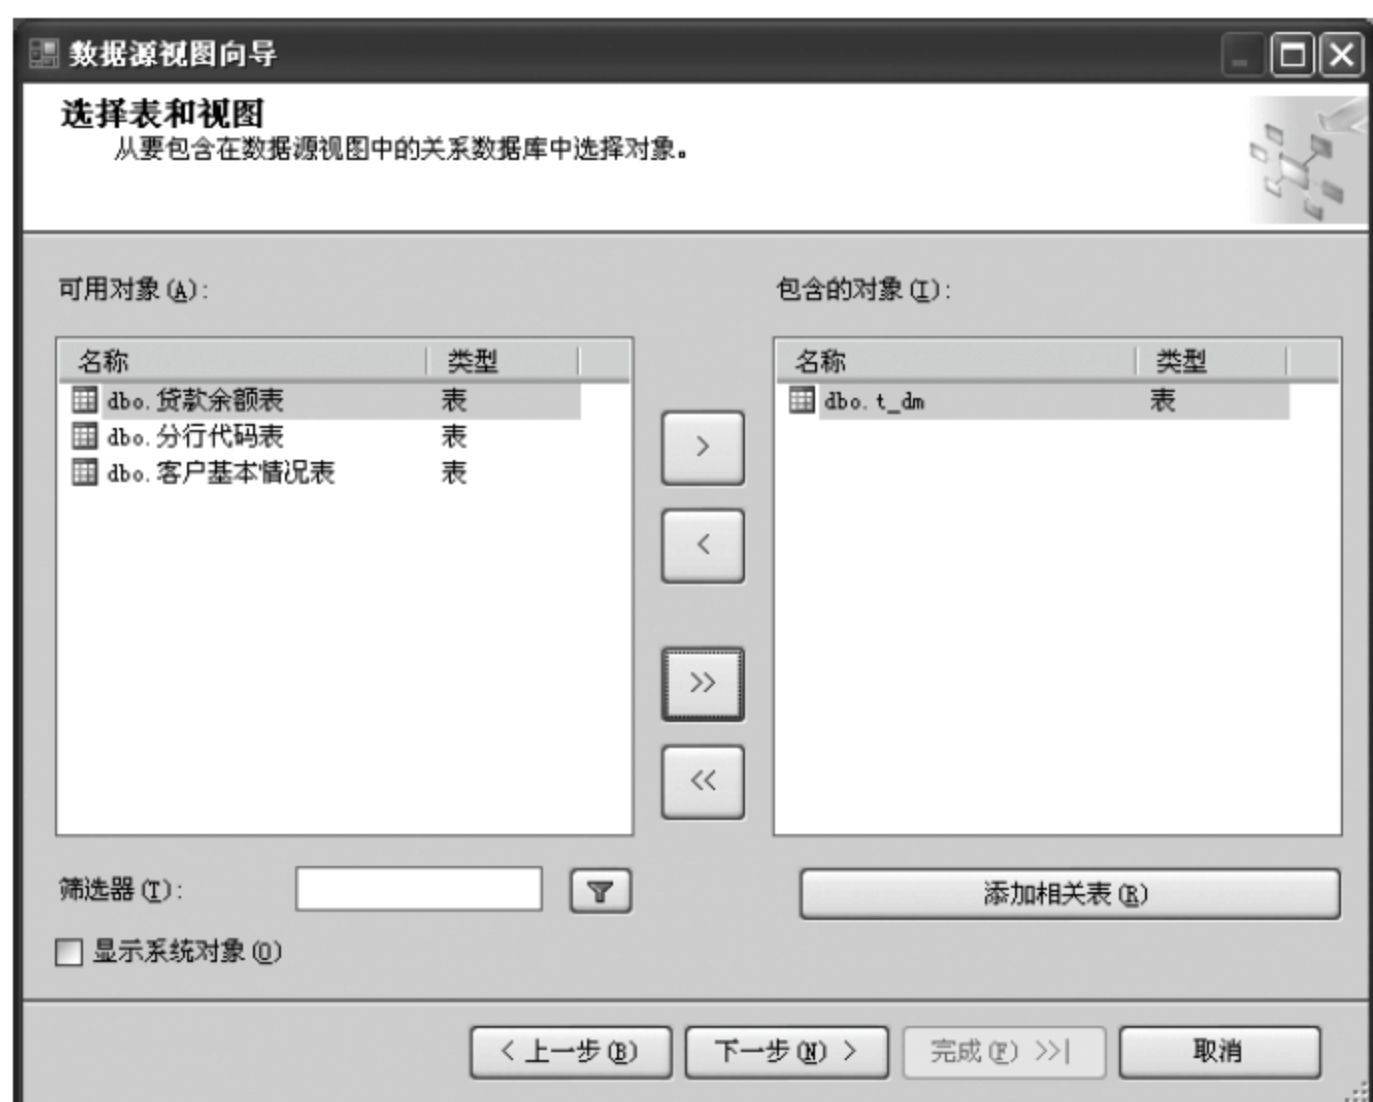 数据源视图向导
选择表和视图
从要包含在数据源视图中的关系数据库中选择对象。
可用对象(A):
名称 类型
dbo.贷款余额表 表
dbo.分行代码表 表
dbo.客户基本情况表 表
>
<
>>
<<
包含的对象(I):
名称 类型
dbo.t_dm 表
筛选器(T):
添加相关表(R)
显示系统对象(O)
< 上一步(B)
下一步(N) >
完成(F) >>|
取消